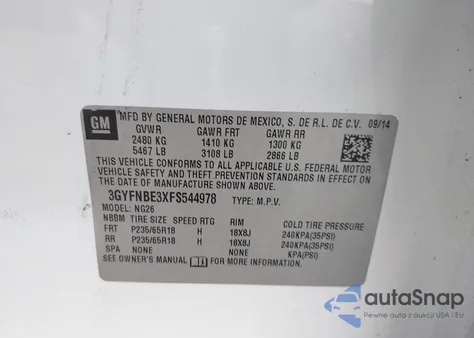 GM
MFD BY GENERAL MOTORS DE MEXICO, S. DE R.L. DE C.V. 09/14
GVWR GAWR FRT GAWR RR
2480 KG 1410 KG 1300 KG
5467 LB 3108 LB 2866 LB
THIS VEHICLE CONFORMS TO ALL APPLICABLE U.S. FEDERAL MOTOR
VEHICLE SAFETY AND THEFT PREVENTION STANDARDS IN EFFECT ON
THE DATE OF MANUFACTURE SHOWN ABOVE.
3GYFNBE3XFS544978 TYPE: M.P.V.
MODEL: NG26
NBBM TIRE SIZE SPEED RTG RIM COLD TIRE PRESSURE
FRT P235/65R18 H 18X8J 240KPA(35PSI)
RR P235/65R18 H 18X8J 240KPA(35PSI)
SPA NONE NONE KPA(PSI)
SEE OWNER'S MANUAL FOR MORE INFORMATION
autoSnap
Pewne auta z aukcji USA i EU